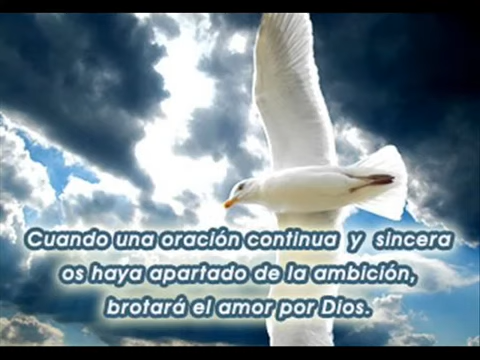 Cuando una oración continua y sincera
os haya apartado de la ambición,
brotará el amor por Dios.